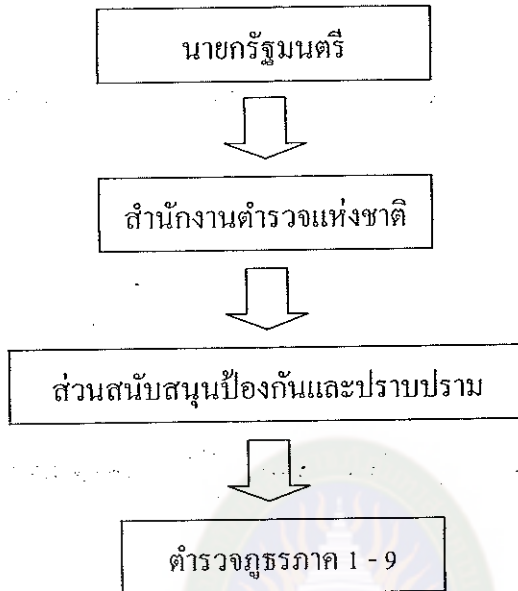 นายกรัฐมนตรี
สำนักงานตำรวจแห่งชาติ
ส่วนสนับสนุนป้องกันและปราบปราม
ตำรวจภูธรภาค 1 - 9